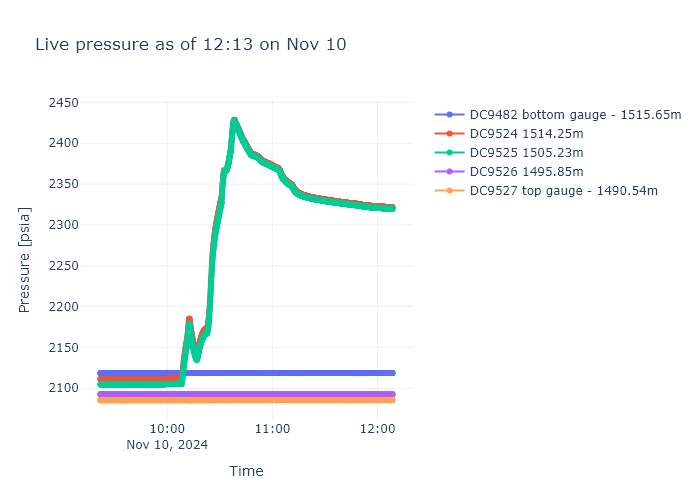 Live pressure as of 12:13 on Nov 10
2450
2400
2350
2300
2250
2200
2150
2100
Pressure [psia]
10:00
Nov 10, 2024
11:00
12:00
Time
DC9482 bottom gauge - 1515.65m
DC9524 1514.25m
DC9525 1505.23m
DC9526 1495.85m
DC9527 top gauge - 1490.54m